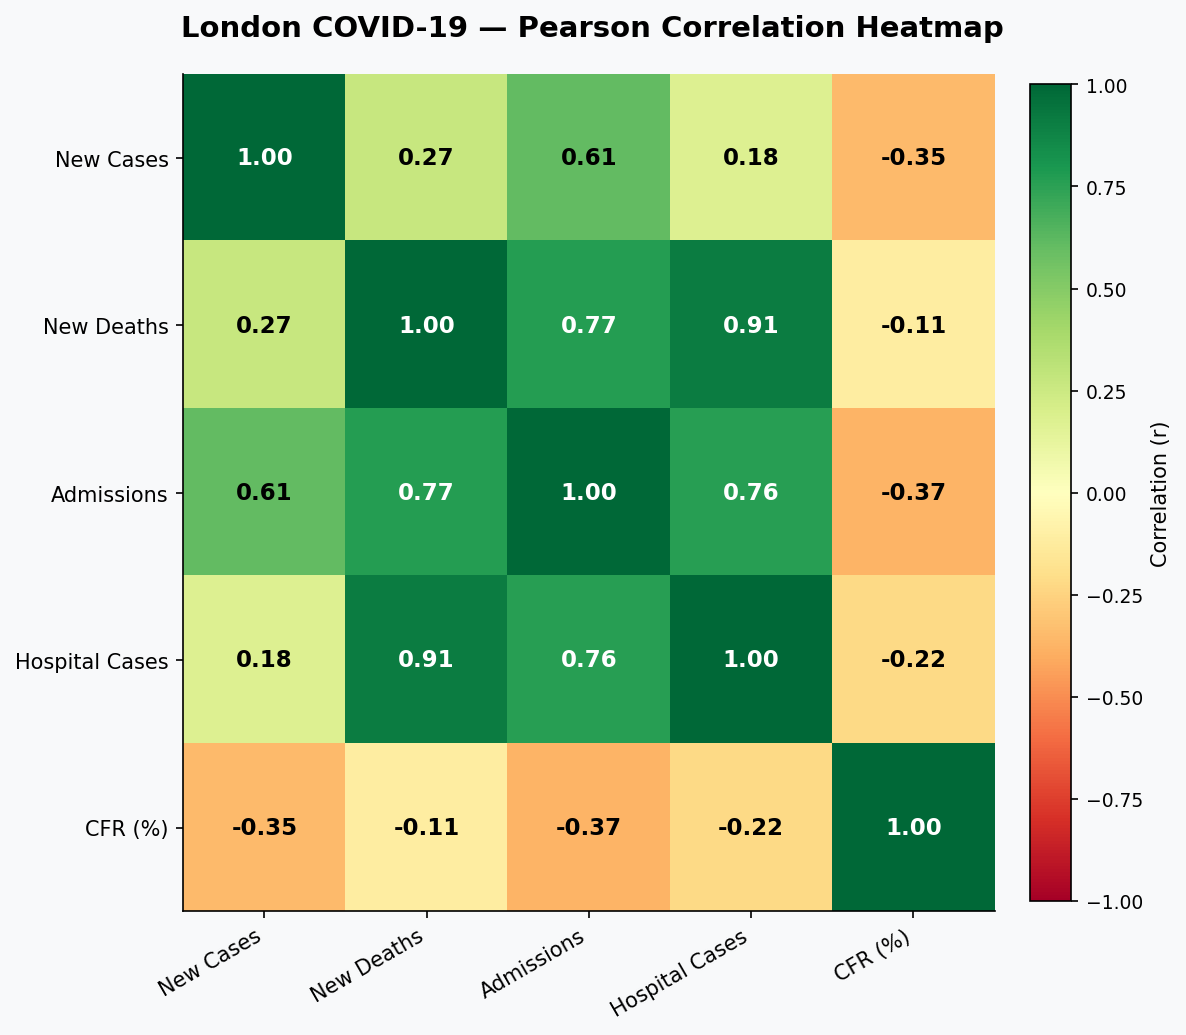 London COVID-19 — Pearson Correlation Heatmap
New Cases 1.00 0.27 0.61 0.18 -0.35
New Deaths 0.27 1.00 0.77 0.91 -0.11
Admissions 0.61 0.77 1.00 0.76 -0.37
Hospital Cases 0.18 0.91 0.76 1.00 -0.22
CFR (%) -0.35 -0.11 -0.37 -0.22 1.00
New Cases New Deaths Admissions Hospital Cases CFR (%)
1.00
0.75
0.50
0.25
0.00
−0.25
−0.50
−0.75
−1.00
Correlation (r)